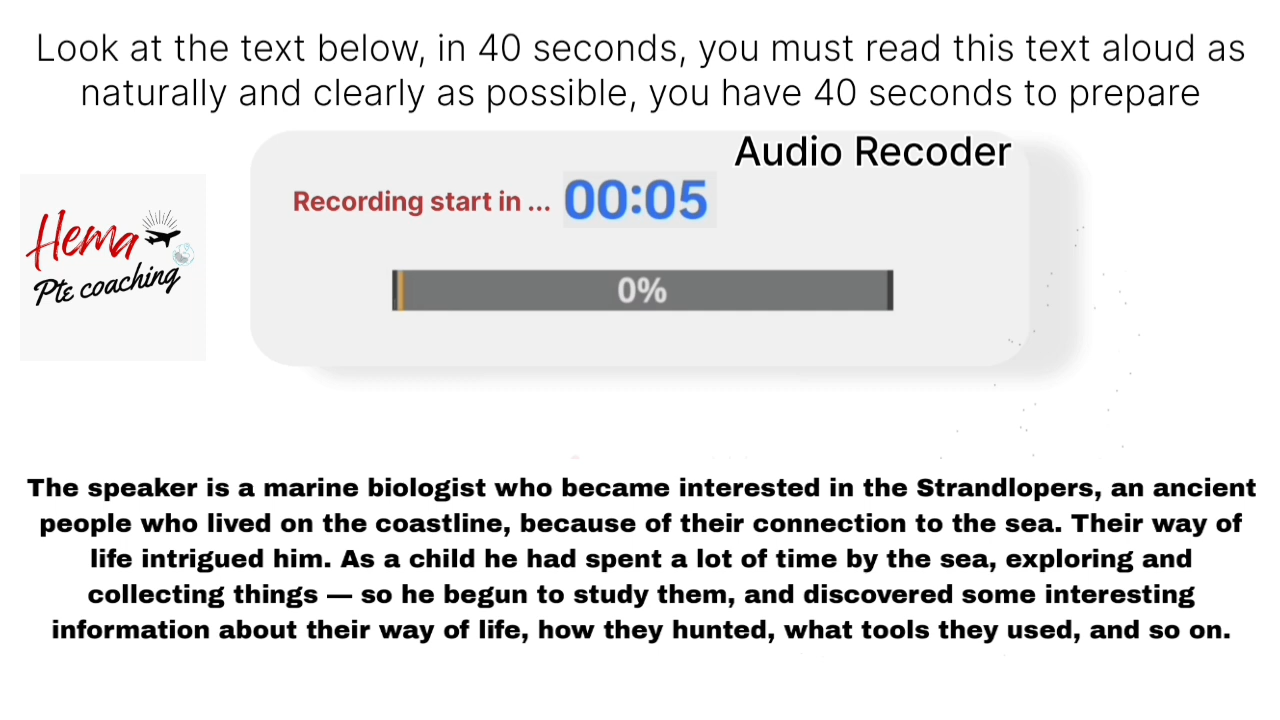 Look at the text below, in 40 seconds, you must read this text aloud as
naturally and clearly as possible, you have 40 seconds to prepare
Audio Recoder
Recording start in ... 00:05
Hema
Pte coaching
0%
The speaker is a marine biologist who became interested in the Strandlopers, an ancient
people who lived on the coastline, because of their connection to the sea. Their way of
life intrigued him. As a child he had spent a lot of time by the sea, exploring and
collecting things — so he begun to study them, and discovered some interesting
information about their way of life, how they hunted, what tools they used, and so on.